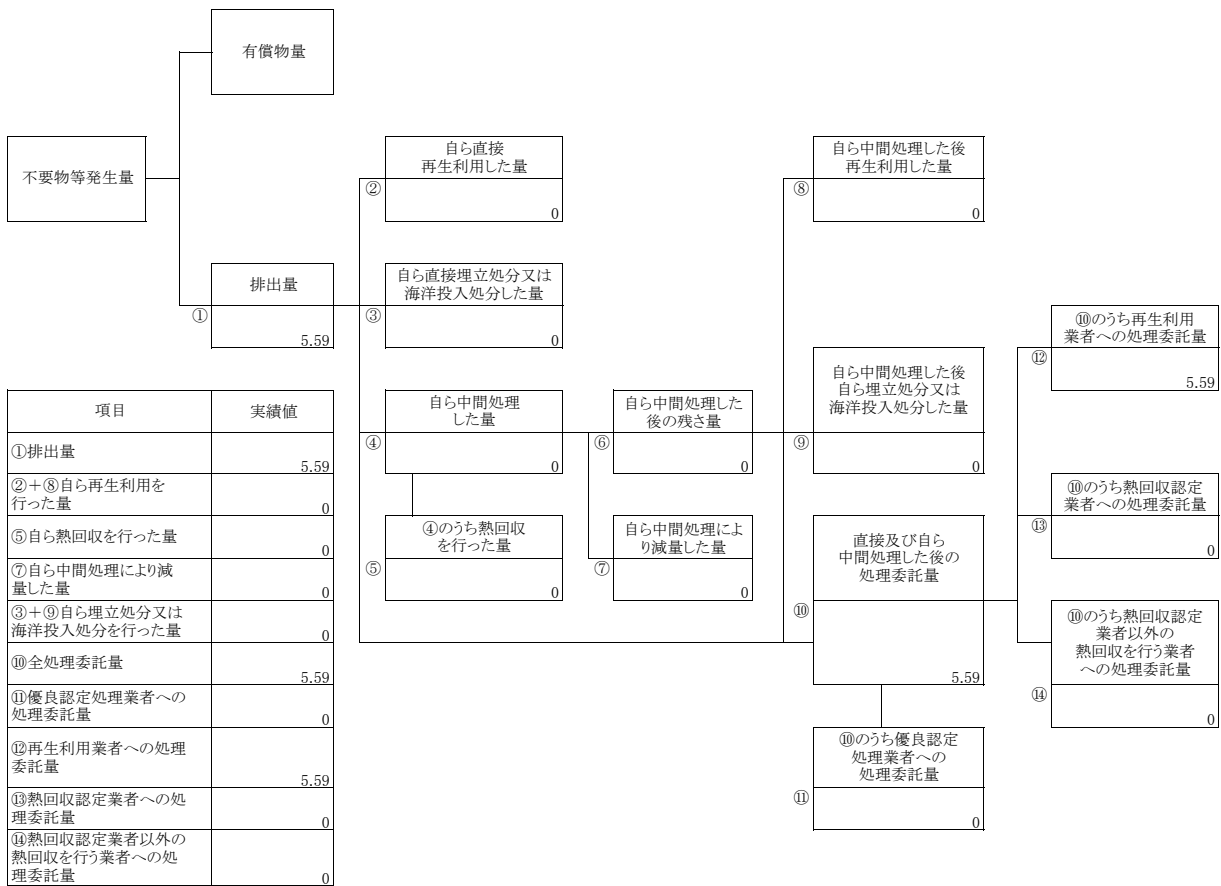 有償物量
不要物等発生量
自ら直接
再生利用した量
②
0
自ら中間処理した後
再生利用した量
⑧
0
排出量
①
5.59
自ら直接埋立処分又は
海洋投入処分した量
③
0
⑩のうち再生利用
業者への処理委託量
⑫
5.59
自ら中間処理
した量
④
0
自ら中間処理した
後の残さ量
⑥
0
自ら中間処理した後
自ら埋立処分又は
海洋投入処分した量
⑨
0
⑩のうち熱回収認定
業者への処理委託量
⑬
0
④のうち熱回収
を行った量
⑤
0
自ら中間処理によ
り減量した量
⑦
0
直接及び自ら
中間処理した後の
処理委託量
⑩
5.59
⑩のうち熱回収認定
業者以外の
熱回収を行う業者
への処理委託量
⑭
0
⑩のうち優良認定
処理業者への
処理委託量
⑪
0
項目 実績値
①排出量
5.59
②+⑧自ら再生利用を
行った量
0
⑤自ら熱回収を行った量
0
⑦自ら中間処理により減
量した量
0
③+⑨自ら埋立処分又は
海洋投入処分を行った量
0
⑩全処理委託量
5.59
⑪優良認定処理業者への
処理委託量
0
⑫再生利用業者への処理
委託量
5.59
⑬熱回収認定業者への処
理委託量
0
⑭熱回収認定業者以外の
熱回収を行う業者への処
理委託量
0